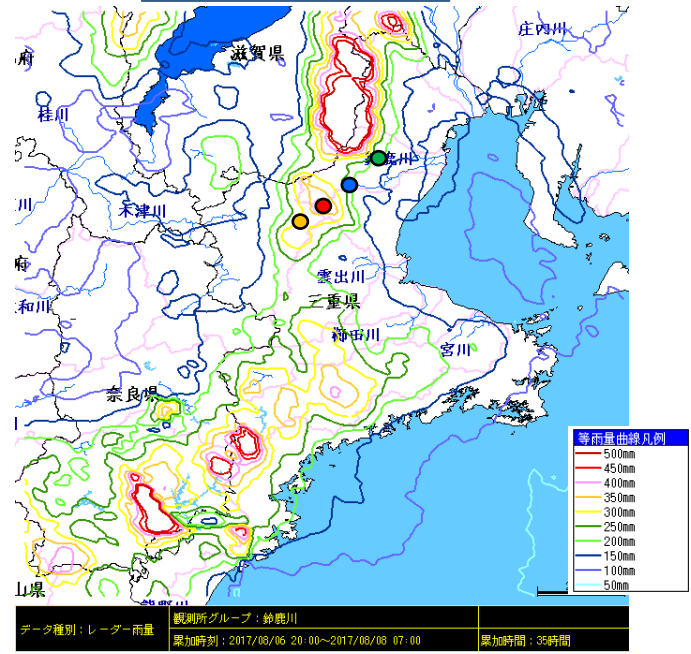 庄内川
滋賀県
府
桂川
鈴鹿川
木津川
川
府
和川
雲出川
三重県
櫛田川
宮川
奈良県
川
等雨量曲線凡例
500mm
450mm
400mm
350mm
300mm
250mm
200mm
150mm
100mm
50mm
山県
熊野川
データ種別:レーダー雨量
観測所グループ:鈴鹿川
累加時刻:2017/08/06 20:00~2017/08/08 07:00
累加時間:35時間